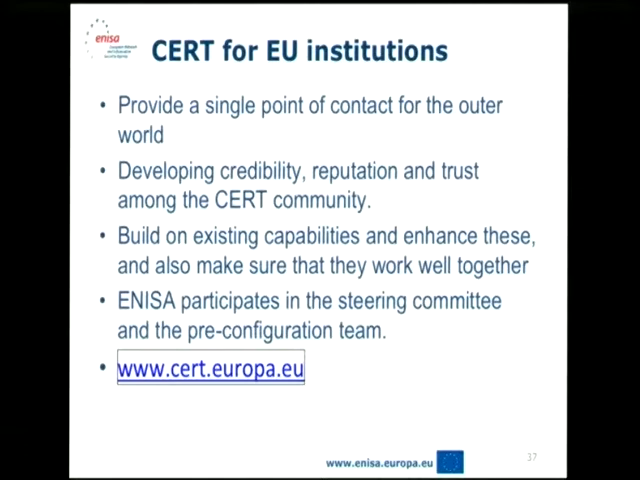 enisa
CERT for EU institutions
• Provide a single point of contact for the outer
world
• Developing credibility, reputation and trust
among the CERT community.
• Build on existing capabilities and enhance these,
and also make sure that they work well together
• ENISA participates in the steering committee
and the pre-configuration team.
• www.cert.europa.eu
www.enisa.europa.eu
37